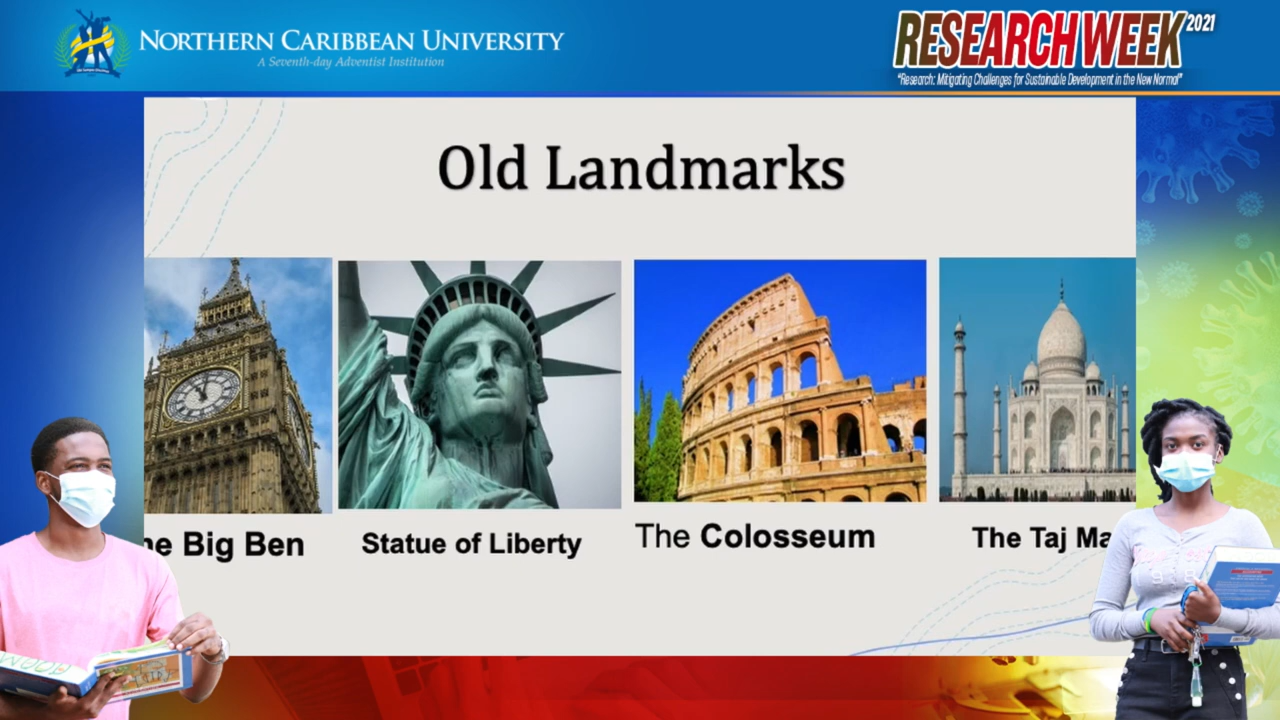 NORTHERN CARIBBEAN UNIVERSITY
A Seventh-day Adventist Institution
RESEARCH WEEK 2021
"Research: Mitigating Challenges for Sustainable Development in the New Normal"
Old Landmarks
he Big Ben
Statue of Liberty
The Colosseum
The Taj Ma